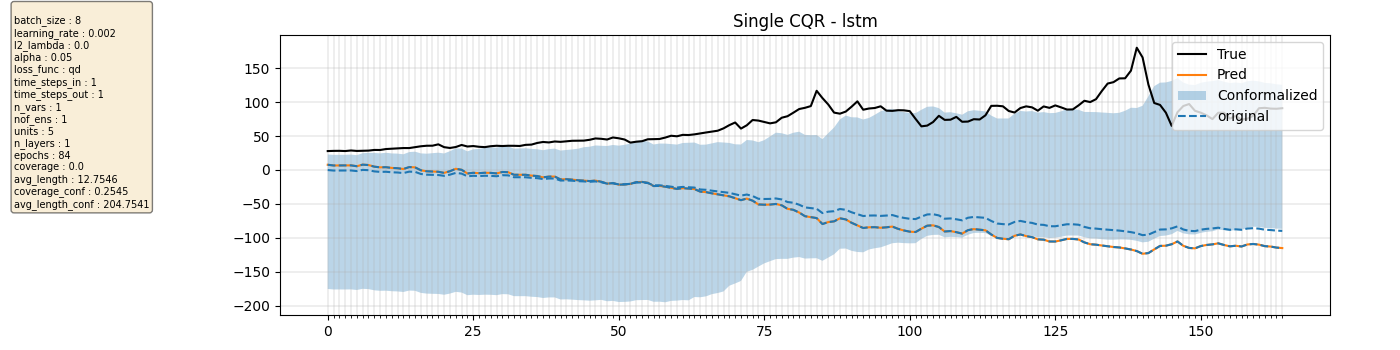 batch_size : 8
learning_rate : 0.002
l2_lambda : 0.0
alpha : 0.05
loss_func : qd
time_steps_in : 1
time_steps_out : 1
n_vars : 1
nof_ens : 1
units : 5
n_layers : 1
epochs : 84
coverage : 0.0
avg_length : 12.7546
coverage_conf : 0.2545
avg_length_conf : 204.7541
Single CQR - lstm
True
Pred
Conformalized
original
150
100
50
0
−50
−100
−150
−200
0 25 50 75 100 125 150